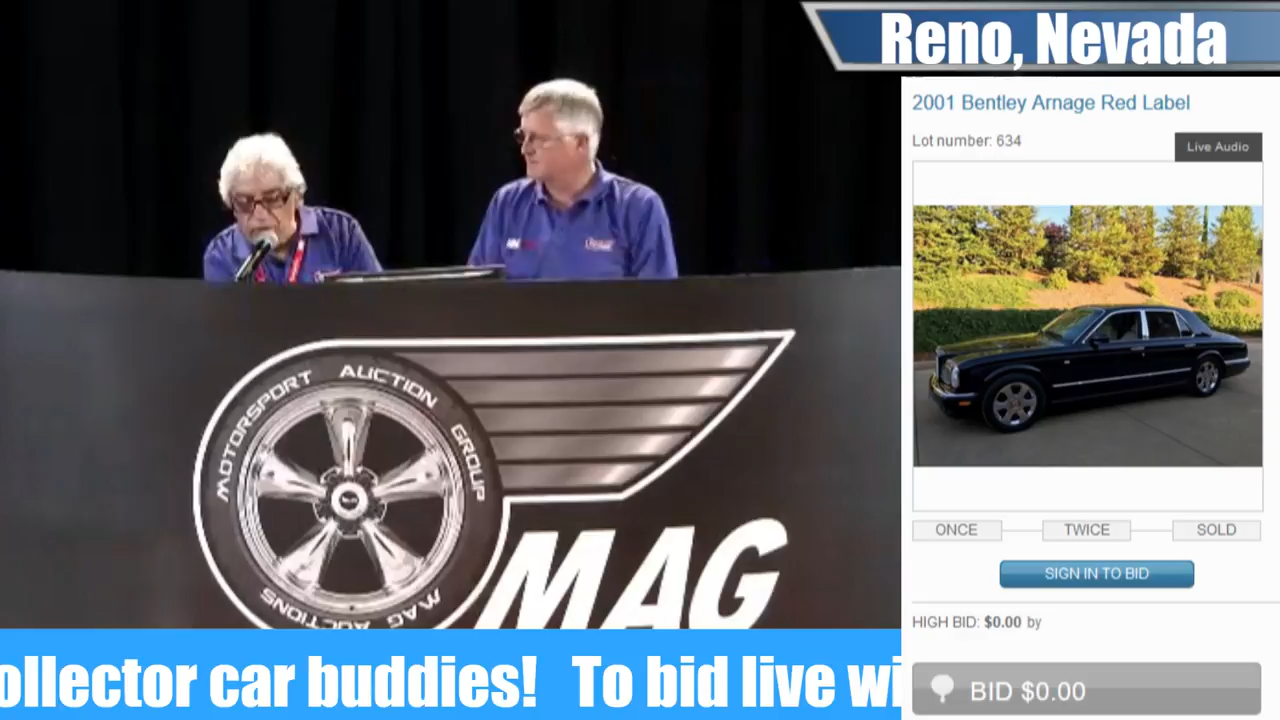 Reno, Nevada
2001 Bentley Arnage Red Label
Lot number: 634
Live Audio
MOTORSPORT AUCTION GROUP
MAG AUCTIONS
MAG
ONCE
TWICE
SOLD
SIGN IN TO BID
HIGH BID: $0.00 by
BID $0.00
ollector car buddies! To bid live wi